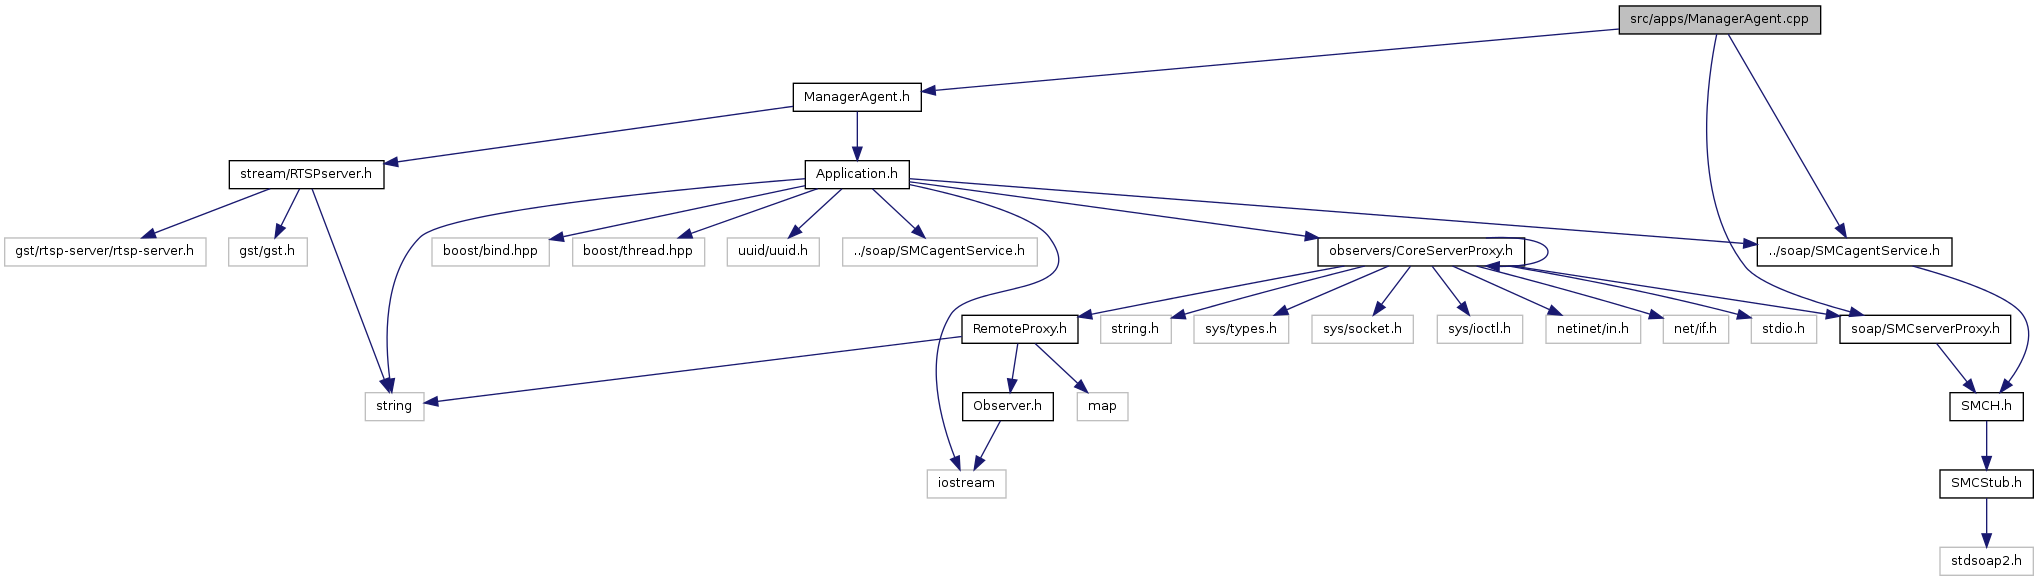 src/apps/ManagerAgent.cpp
ManagerAgent.h
stream/RTSPserver.h
Application.h
gst/rtsp-server/rtsp-server.h
gst/gst.h
boost/bind.hpp
boost/thread.hpp
uuid/uuid.h
../soap/SMCagentService.h
observers/CoreServerProxy.h
../soap/SMCagentService.h
RemoteProxy.h
string.h
sys/types.h
sys/socket.h
sys/ioctl.h
netinet/in.h
net/if.h
stdio.h
soap/SMCserverProxy.h
string
Observer.h
map
SMCH.h
iostream
SMCStub.h
stdsoap2.h